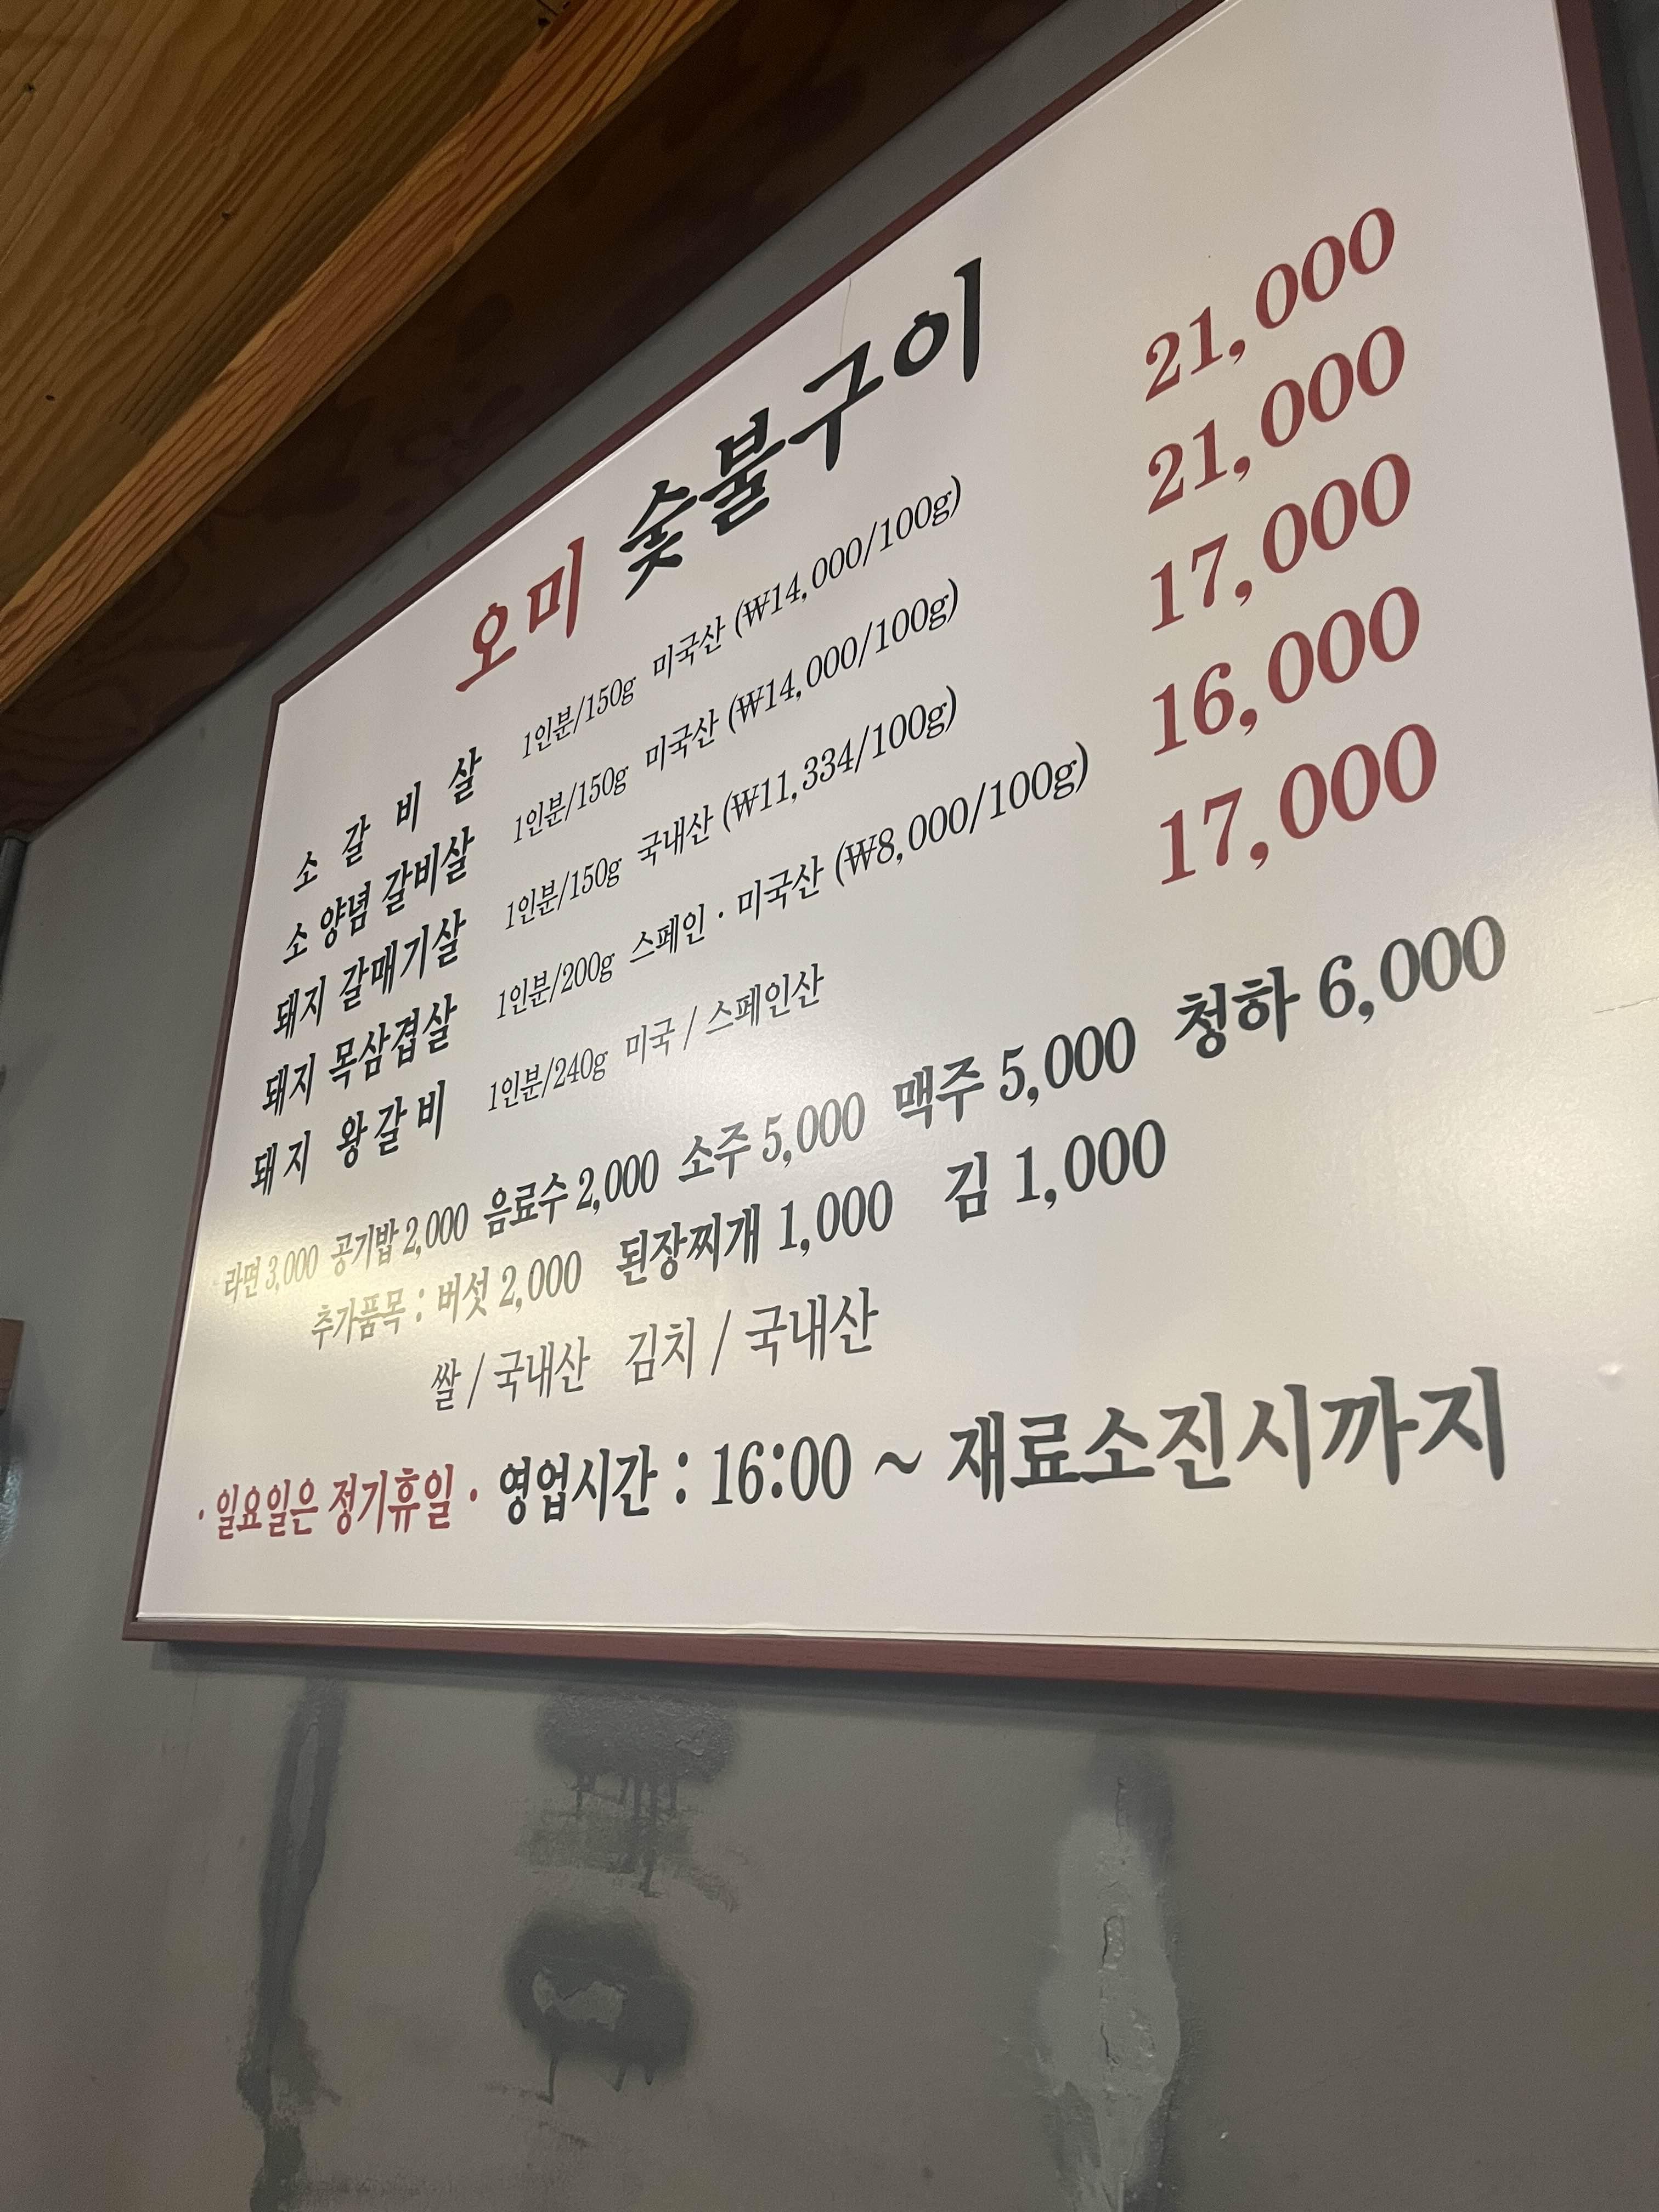 오미 숯불구이
소 갈 비 살 1인분/150g 미국산 (₩14,000/100g) 21,000
소 양념 갈비살 1인분/150g 미국산 (₩14,000/100g) 21,000
돼지 갈매기살 1인분/150g 국내산 (₩11,334/100g) 17,000
돼지 목삼겹살 1인분/200g 스페인 · 미국산 (₩8,000/100g) 16,000
돼지 왕갈비 1인분/240g 미국 / 스페인산 17,000
라면 3,000 공기밥 2,000 음료수 2,000 소주 5,000 맥주 5,000 청하 6,000
추가품목 : 버섯 2,000 된장찌개 1,000 김 1,000
쌀 / 국내산 김치 / 국내산
· 일요일은 정기휴일 · 영업시간 : 16:00 ~ 재료소진시까지